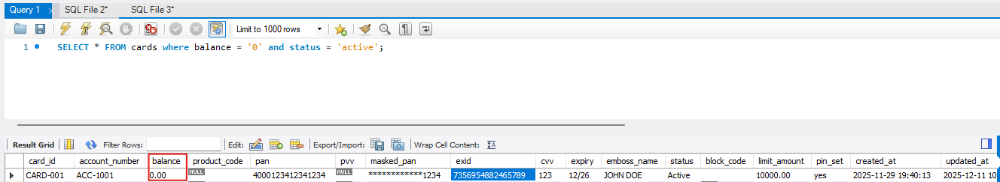 Query 1 SQL File 2* SQL File 3*
Limit to 1000 rows
1 SELECT * FROM cards where balance = '0' and status = 'active';
Result Grid Filter Rows: Edit: Export/Import: Wrap Cell Content:
card_id account_number balance product_code pan pvv masked_pan exid cvv expiry emboss_name status block_code limit_amount pin_set created_at updated_at
CARD-001 ACC-1001 0.00 NULL 4000123412341234 NULL ************1234 7356954882465789 123 12/26 JOHN DOE Active 10000.00 yes 2025-11-29 19:40:13 2025-12-11 10